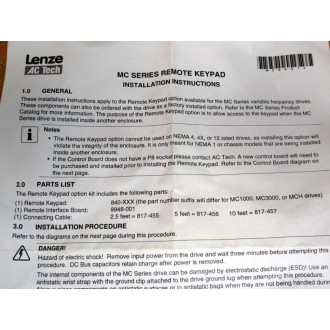 Lenze
AC Tech
MC SERIES REMOTE KEYPAD
INSTALLATION INSTRUCTIONS
1.0 GENERAL
These installation instructions apply to the Remote Keypad option available for the MC Series variable frequency drives.
These components can also be ordered with the drive as a factory installed option. Refer to the MC Series Product
Catalog for more information. The purpose of the Remote Keypad option is to allow access to the keypad when the MC
Series drive is installed inside another enclosure.
i
Notes
• The Remote Keypad option cannot be used on NEMA 4, 4X, or 12 rated drives, as installing this option will
violate the integrity of the enclosure. It is only meant for NEMA 1 or chassis models that are being installed
inside another enclosure.
• If the Control Board does not have a P8 socket please contact AC Tech. A new control board will need to
be purchased and installed prior to installing the Remote Keypad.
2.0 PARTS LIST
The Remote Keypad option kit includes the following parts:
(1) Remote Keypad: 840-XXX (the part number suffix will differ for MC1000, MC3000, or MCH drives)
(1) Remote Interface Board: 9948-001
(1) Connecting Cable: 2.5 feet = 817-455 5 feet = 817-456 10 feet = 817-457
3.0 INSTALLATION PROCEDURE
Refer to the diagrams on the next page during this procedure.
DANGER!
Hazard of electric shock! Remove input power from the drive and wait three minutes before attempting this
procedure. DC Bus capacitors retain charge after power is removed.
The internal components of the MC Series drive can be damaged by electrostatic discharge (ESD)! Use an
antistatic wrist strap with the ground clip attached to the drive ground lug when attempting this procedure.